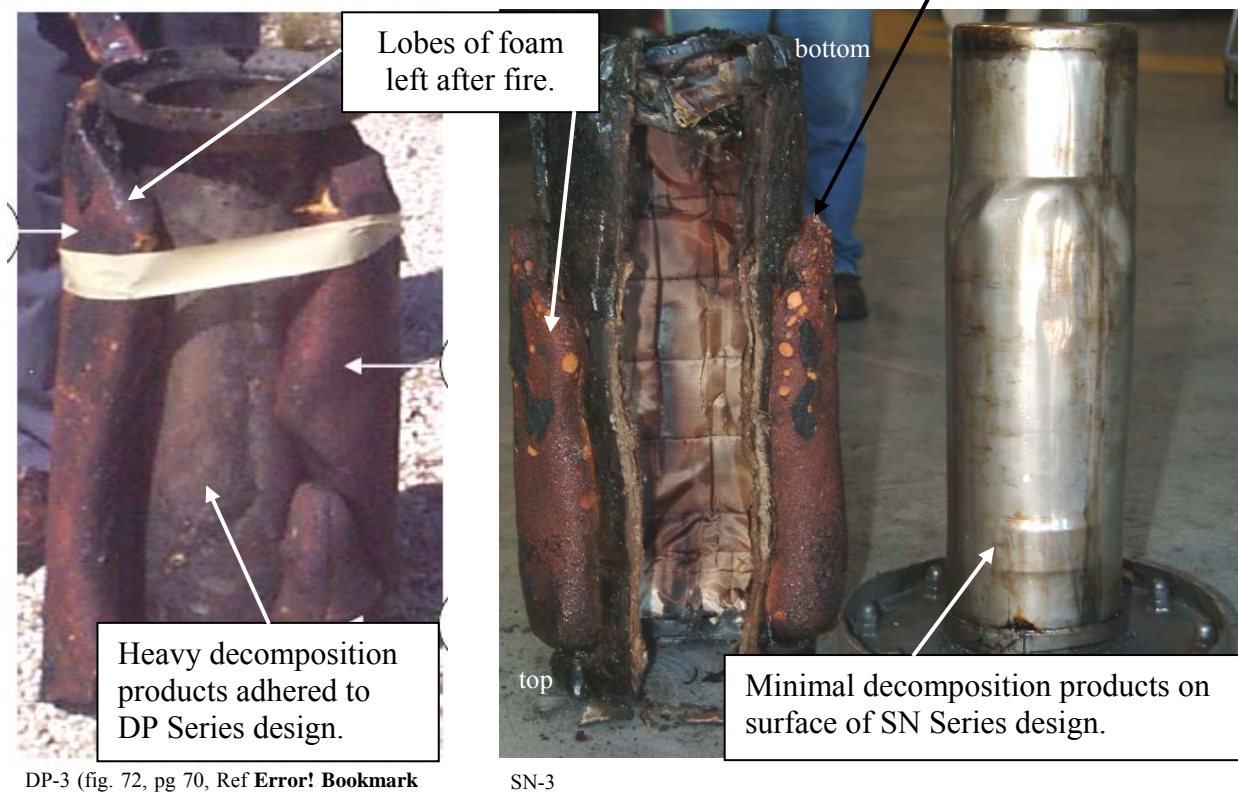 Lobes of foam
left after fire.
bottom
Heavy decomposition
products adhered to
DP Series design.
top
Minimal decomposition products on
surface of SN Series design.
DP-3 (fig. 72, pg 70, Ref Error! Bookmark
SN-3